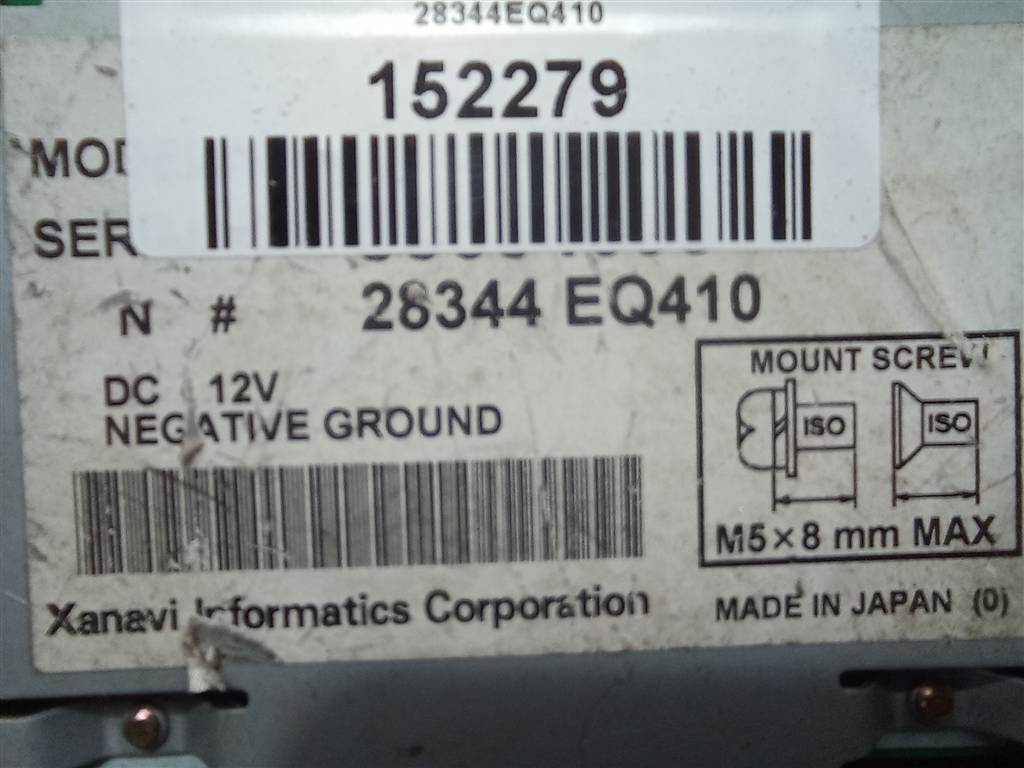 28344EQ410
152279
MOD
SER
N # 28344 EQ410
DC 12V
NEGATIVE GROUND
MOUNT SCREW
ISO ISO
M5×8 mm MAX
Xanavi Informatics Corporation
MADE IN JAPAN (0)